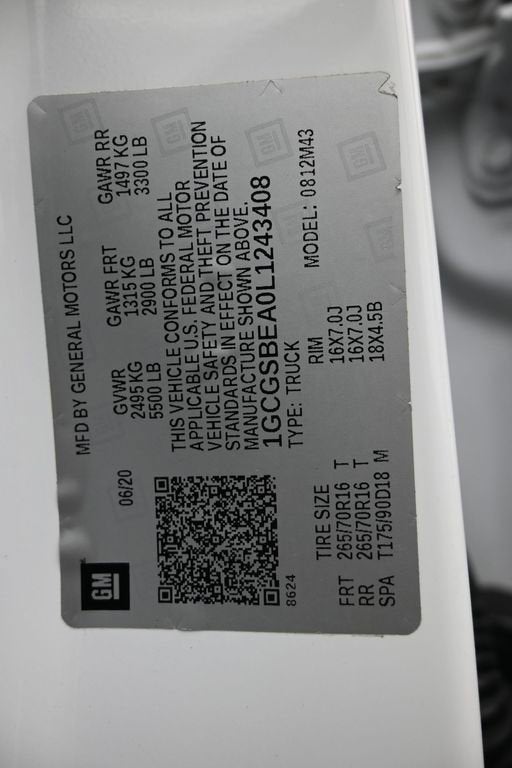 GM
06/20
MFD BY GENERAL MOTORS LLC
GVWR GAWR FRT GAWR RR
2495 KG 1315 KG 1497 KG
5500 LB 2900 LB 3300 LB
THIS VEHICLE CONFORMS TO ALL
APPLICABLE U.S. FEDERAL MOTOR
VEHICLE SAFETY AND THEFT PREVENTION
STANDARDS IN EFFECT ON THE DATE OF
MANUFACTURE SHOWN ABOVE.
1GCGSBEA0L1243408
8624
TYPE: TRUCK MODEL: 0812M43
TIRE SIZE RIM
FRT 265/70R16 T 16X7.0J
RR 265/70R16 T 16X7.0J
SPA T175/90D18 M 18X4.5B